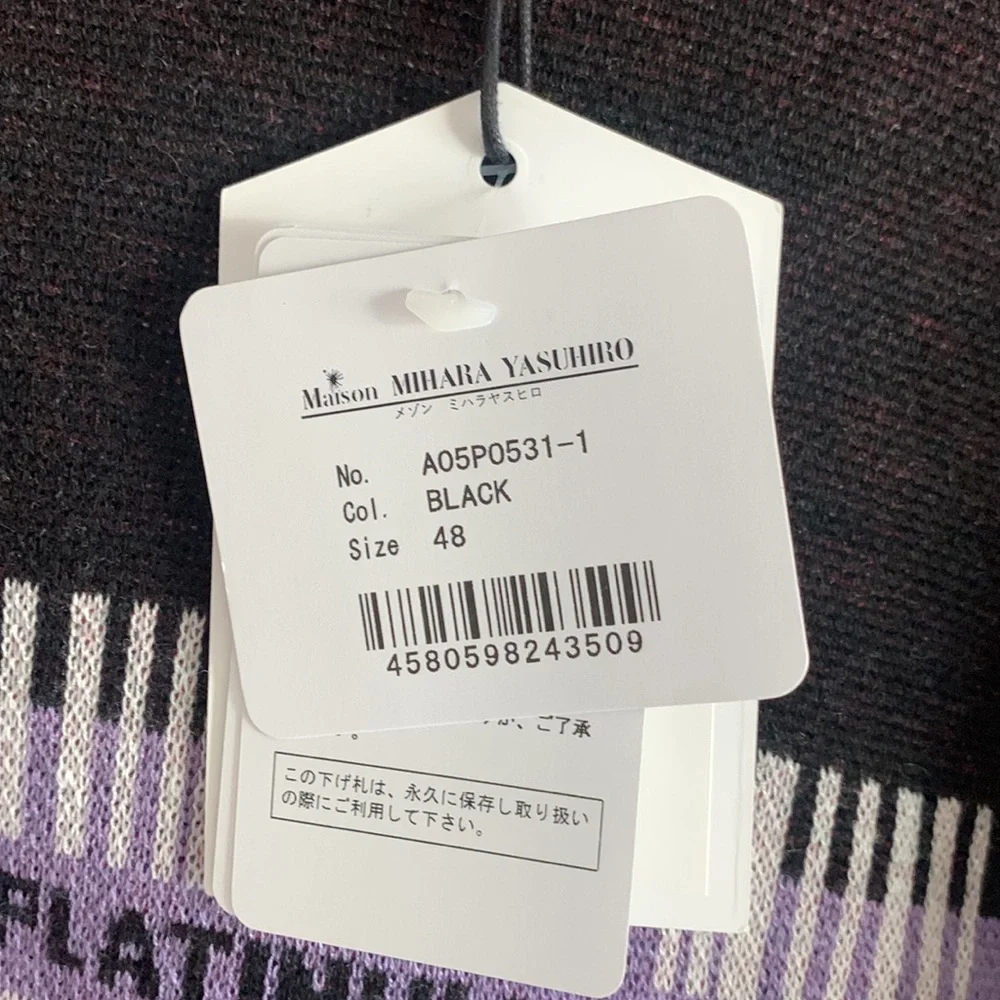 Maison MIHARA YASUHIRO
メゾン ミハラヤスヒロ
No. A05P0531-1
Col. BLACK
Size 48
4580598243509
、ご了承
。
この下げ札は、永久に保存し取り扱い
の際にご利用して下さい。
PLATIN